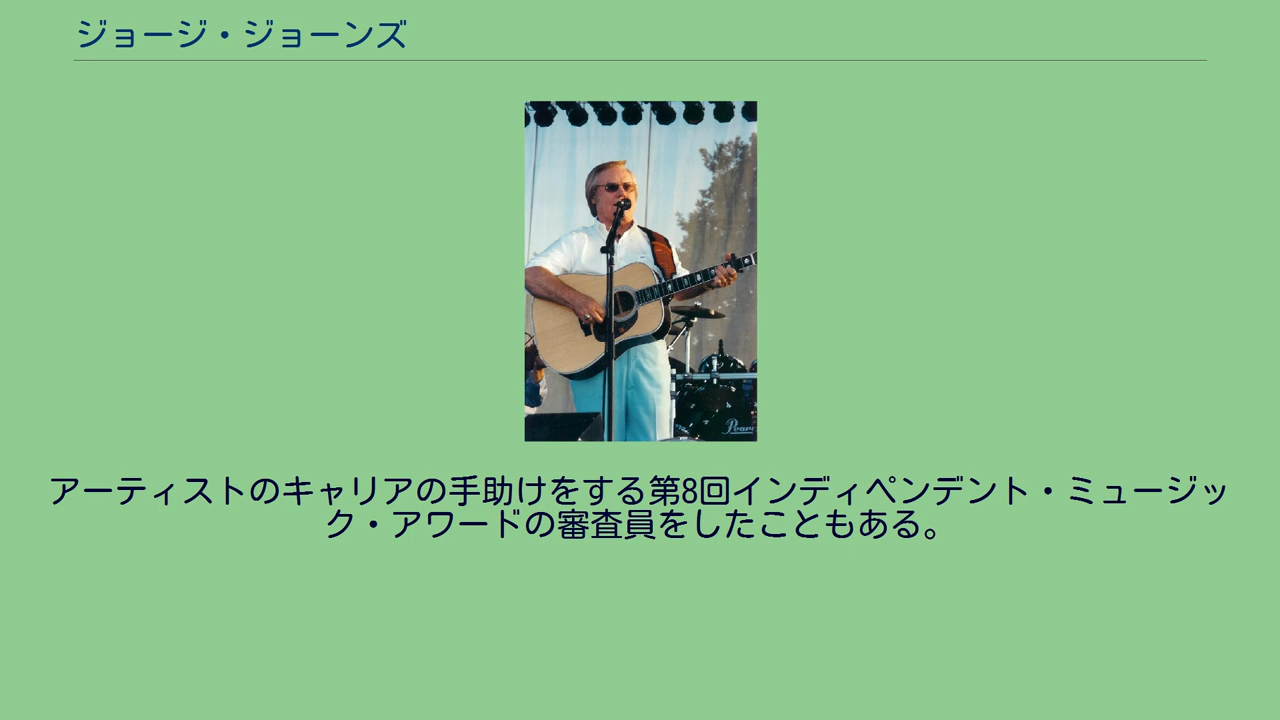 ジョージ・ジョーンズ
アーティストのキャリアの手助けをする第8回インディペンデント・ミュージッ
ク・アワードの審査員をしたこともある。
Pearl